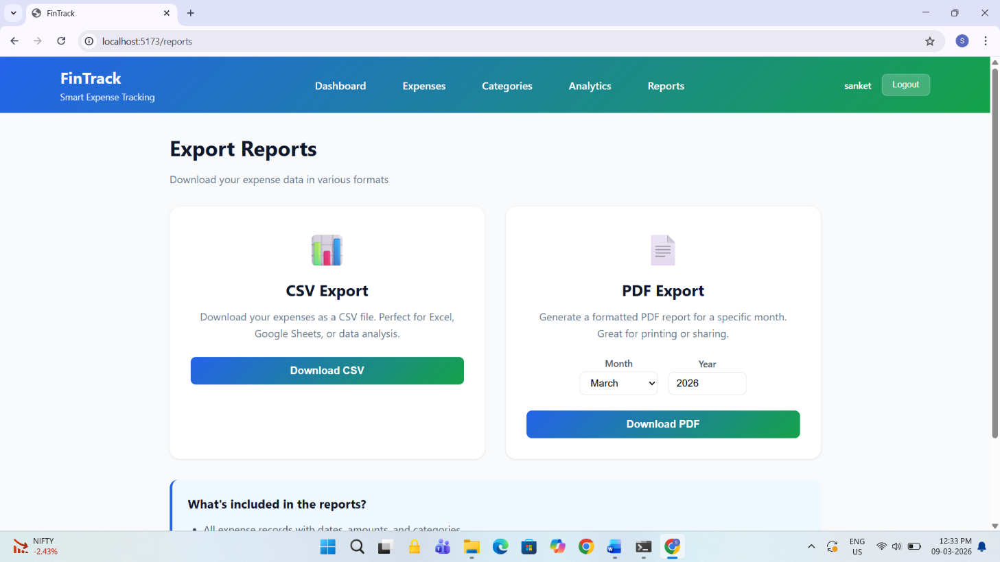 FinTrack
localhost:5173/reports
S
FinTrack
Smart Expense Tracking
Dashboard
Expenses
Categories
Analytics
Reports
sanket
Logout
Export Reports
Download your expense data in various formats
CSV Export
Download your expenses as a CSV file. Perfect for Excel,
Google Sheets, or data analysis.
Download CSV
PDF Export
Generate a formatted PDF report for a specific month.
Great for printing or sharing.
Month
Year
March
2026
Download PDF
What's included in the reports?
• All expense records with dates, amounts, and categories
NIFTY
-2.43%
ENG
US
12:33 PM
09-03-2026